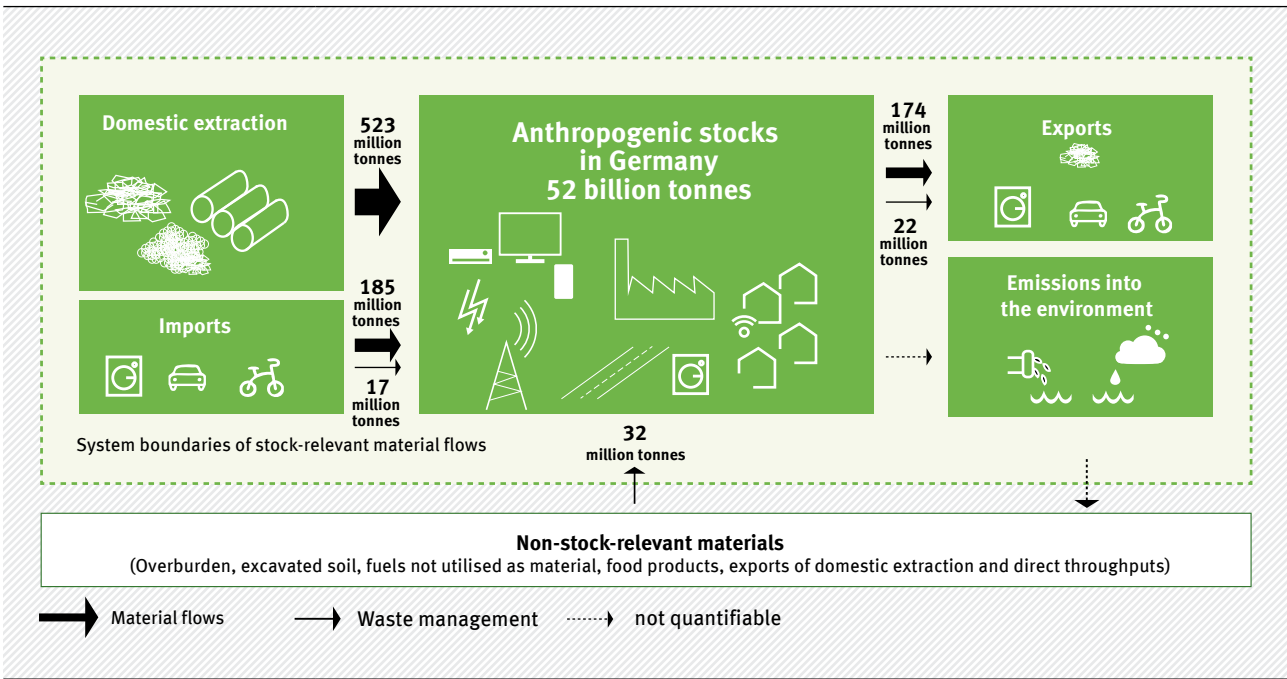 Domestic extraction
523
million
tonnes
Imports
185
million
tonnes
17
million
tonnes
Anthropogenic stocks
in Germany
52 billion tonnes
174
million
tonnes
22
million
tonnes
Exports
Emissions into
the environment
System boundaries of stock-relevant material flows
32
million tonnes
Non-stock-relevant materials
(Overburden, excavated soil, fuels not utilised as material, food products, exports of domestic extraction and direct throughputs)
Material flows
Waste management
not quantifiable